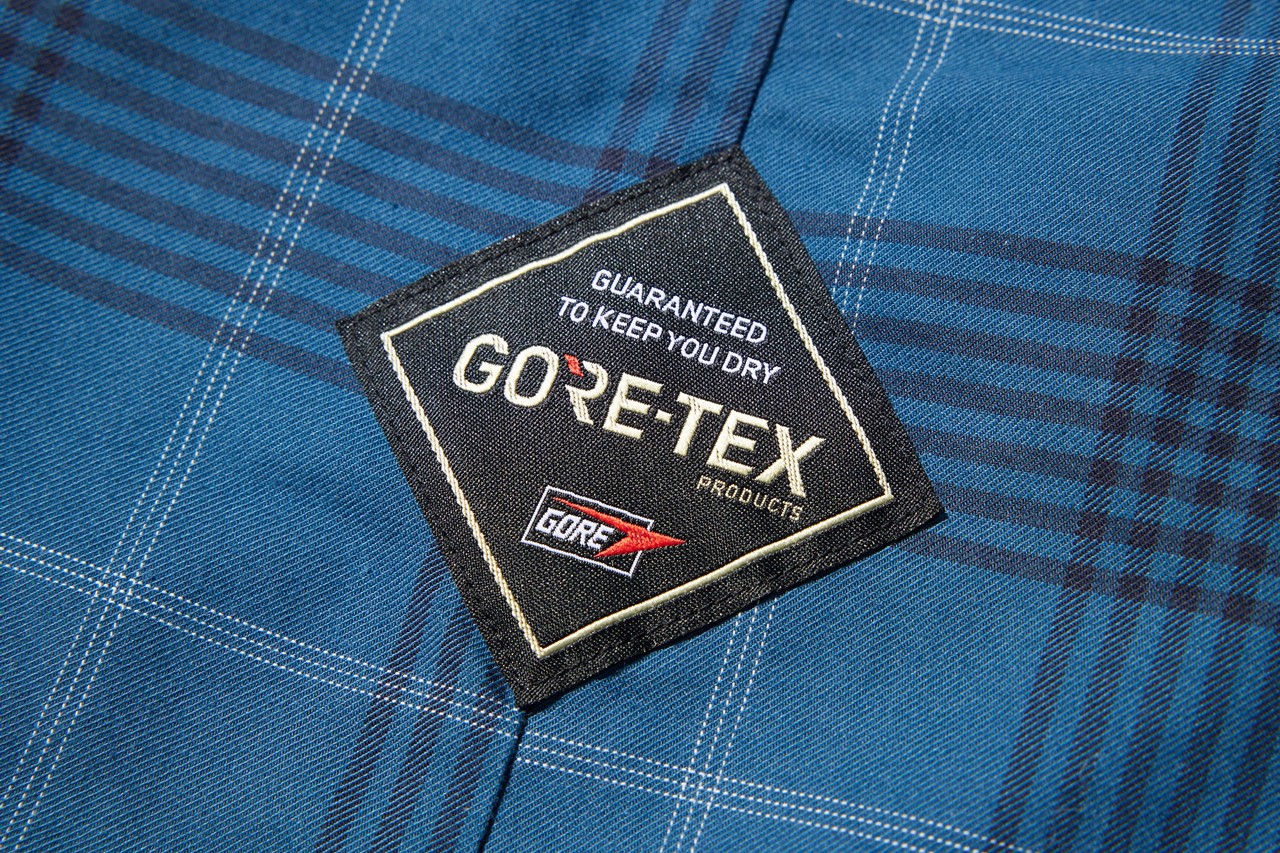 GUARANTEED
TO KEEP YOU DRY
GORE-TEX
PRODUCTS
GORE